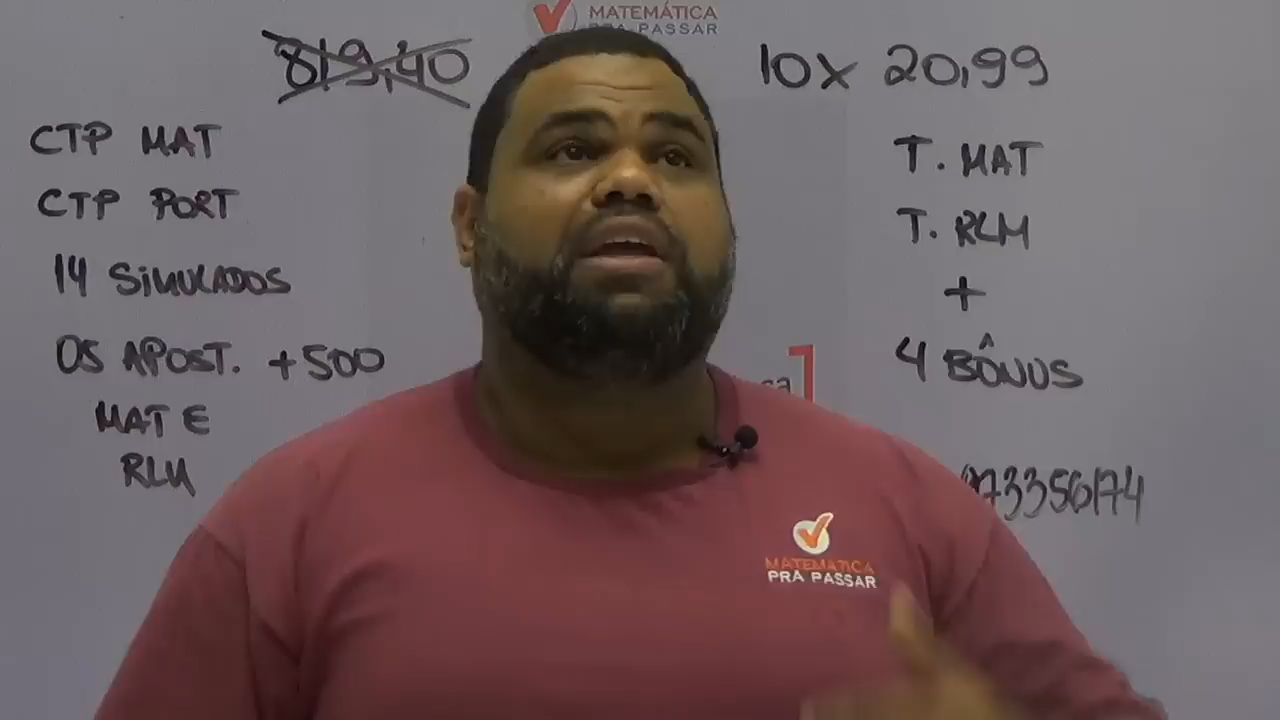 MATEMÁTICA
PRA PASSAR
819,40
10x 20,99
CTP MAT
CTP PORT
14 SIMULADOS
OS APOST. +500
MAT E
RLM
T. MAT
T. RLM
+
4 BÔNUS
973356174
MATEMÁTICA
PRA PASSAR